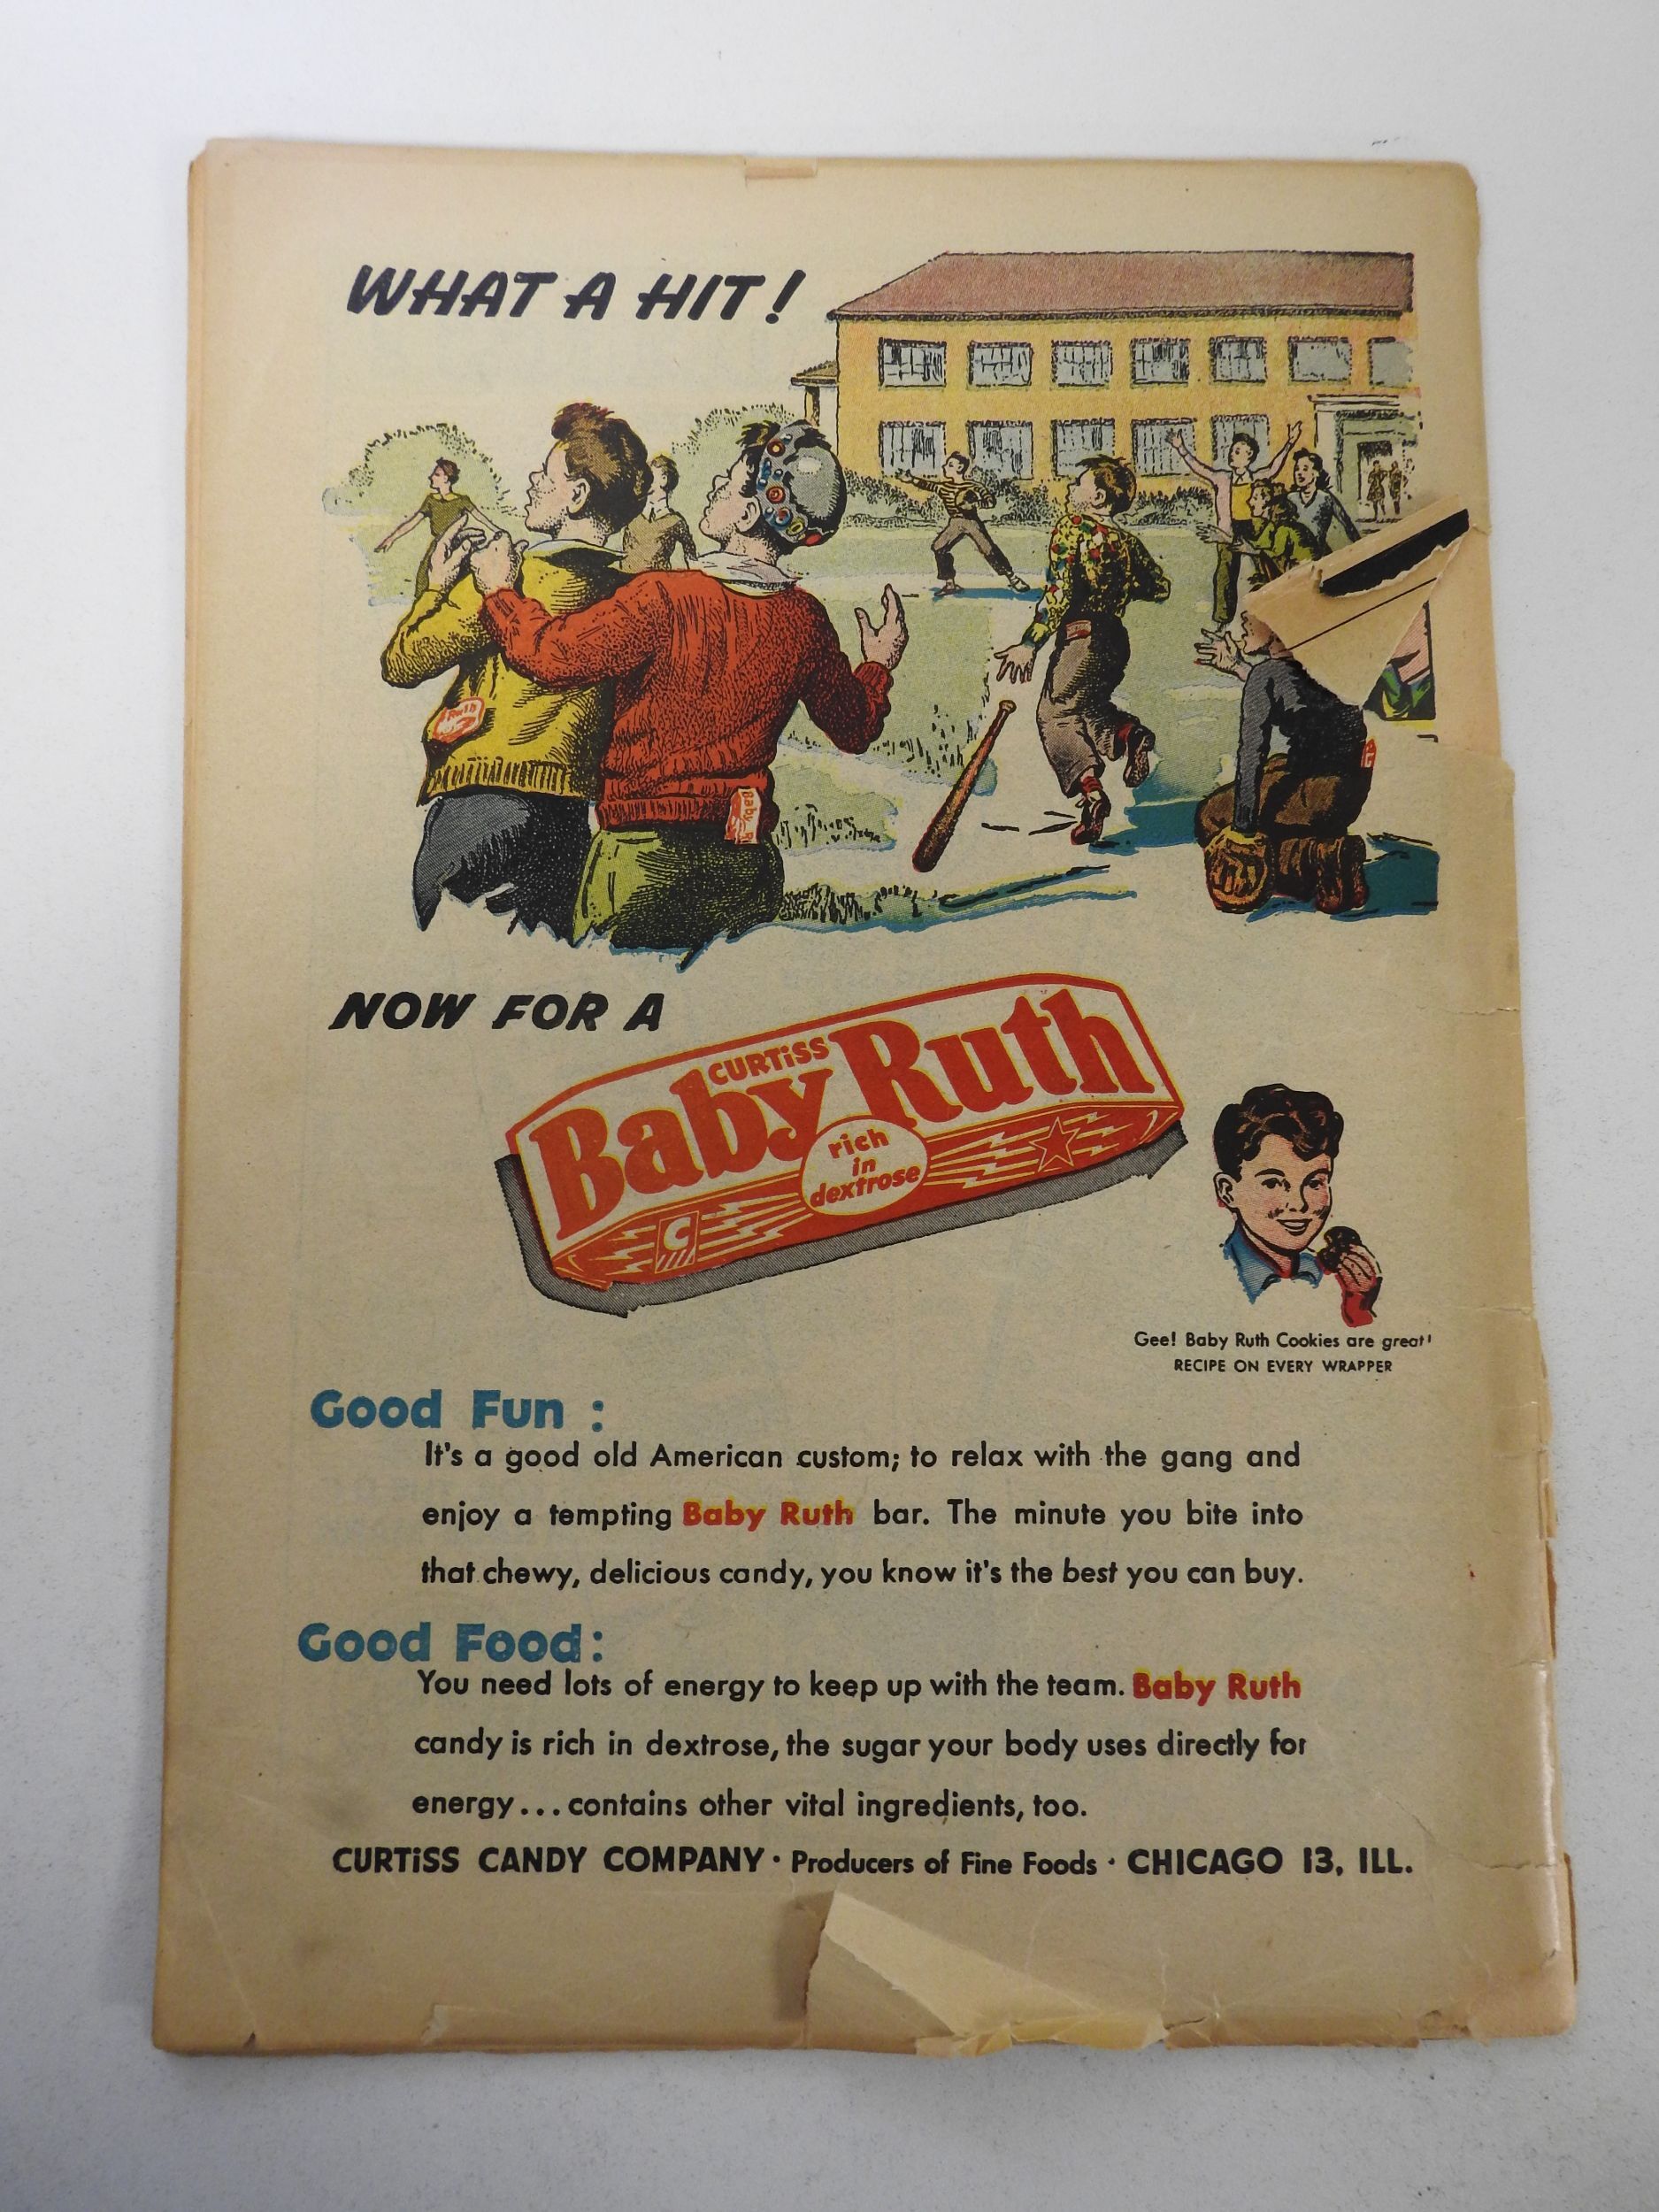 WHAT A HIT!
Ruth
Baby R
NOW FOR A
CURTiSS
Baby Ruth
rich
in
dextrose
C
Gee! Baby Ruth Cookies are great!
RECIPE ON EVERY WRAPPER
Good Fun :
It's a good old American custom; to relax with the gang and
enjoy a tempting Baby Ruth bar. The minute you bite into
that chewy, delicious candy, you know it's the best you can buy.
Good Food:
You need lots of energy to keep up with the team. Baby Ruth
candy is rich in dextrose, the sugar your body uses directly for
energy... contains other vital ingredients, too.
CURTiSS CANDY COMPANY · Producers of Fine Foods · CHICAGO 13, ILL.